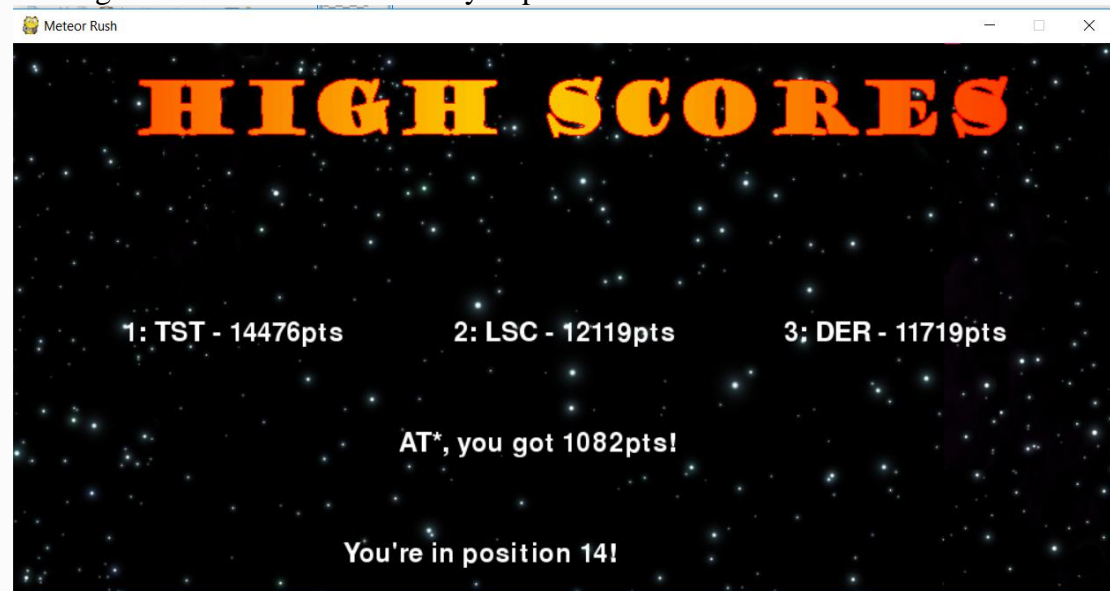 Meteor Rush
HIGH SCORES
1: TST - 14476pts 2: LSC - 12119pts 3: DER - 11719pts
AT*, you got 1082pts!
You're in position 14!